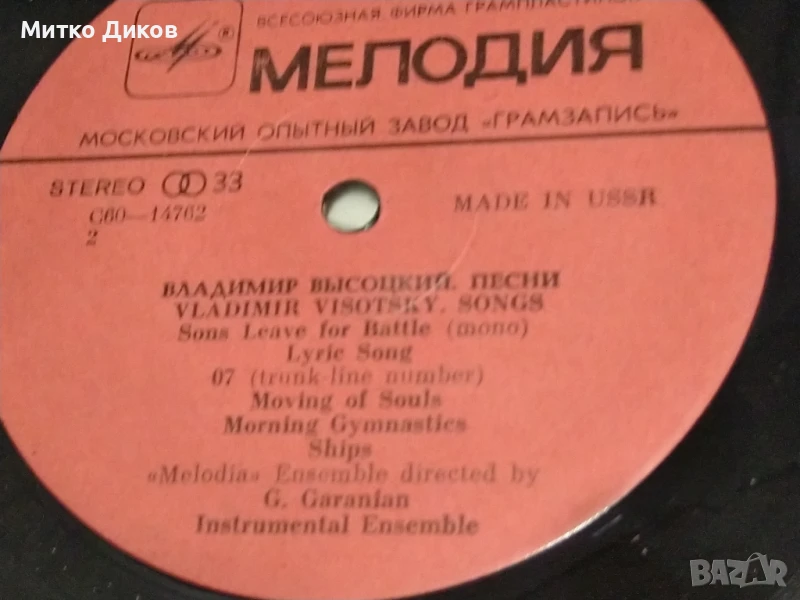 Митко Диков
ВСЕСОЮЗНАЯ ФИРМА ГРАМПЛАСТИНОК
®
МЕЛОДИЯ
МОСКОВСКИЙ ОПЫТНЫЙ ЗАВОД «ГРАМЗАПИСЬ»
STEREO 33
С60—14762
2
MADE IN USSR
ВЛАДИМИР ВЫСОЦКИЙ. ПЕСНИ
VLADIMIR VISOTSKY. SONGS
Sons Leave for Battle (mono)
Lyric Song
07 (trunk-line number)
Moving of Souls
Morning Gymnastics
Ships
«Melodia» Ensemble directed by
G. Garanian
Instrumental Ensemble
BAZAR